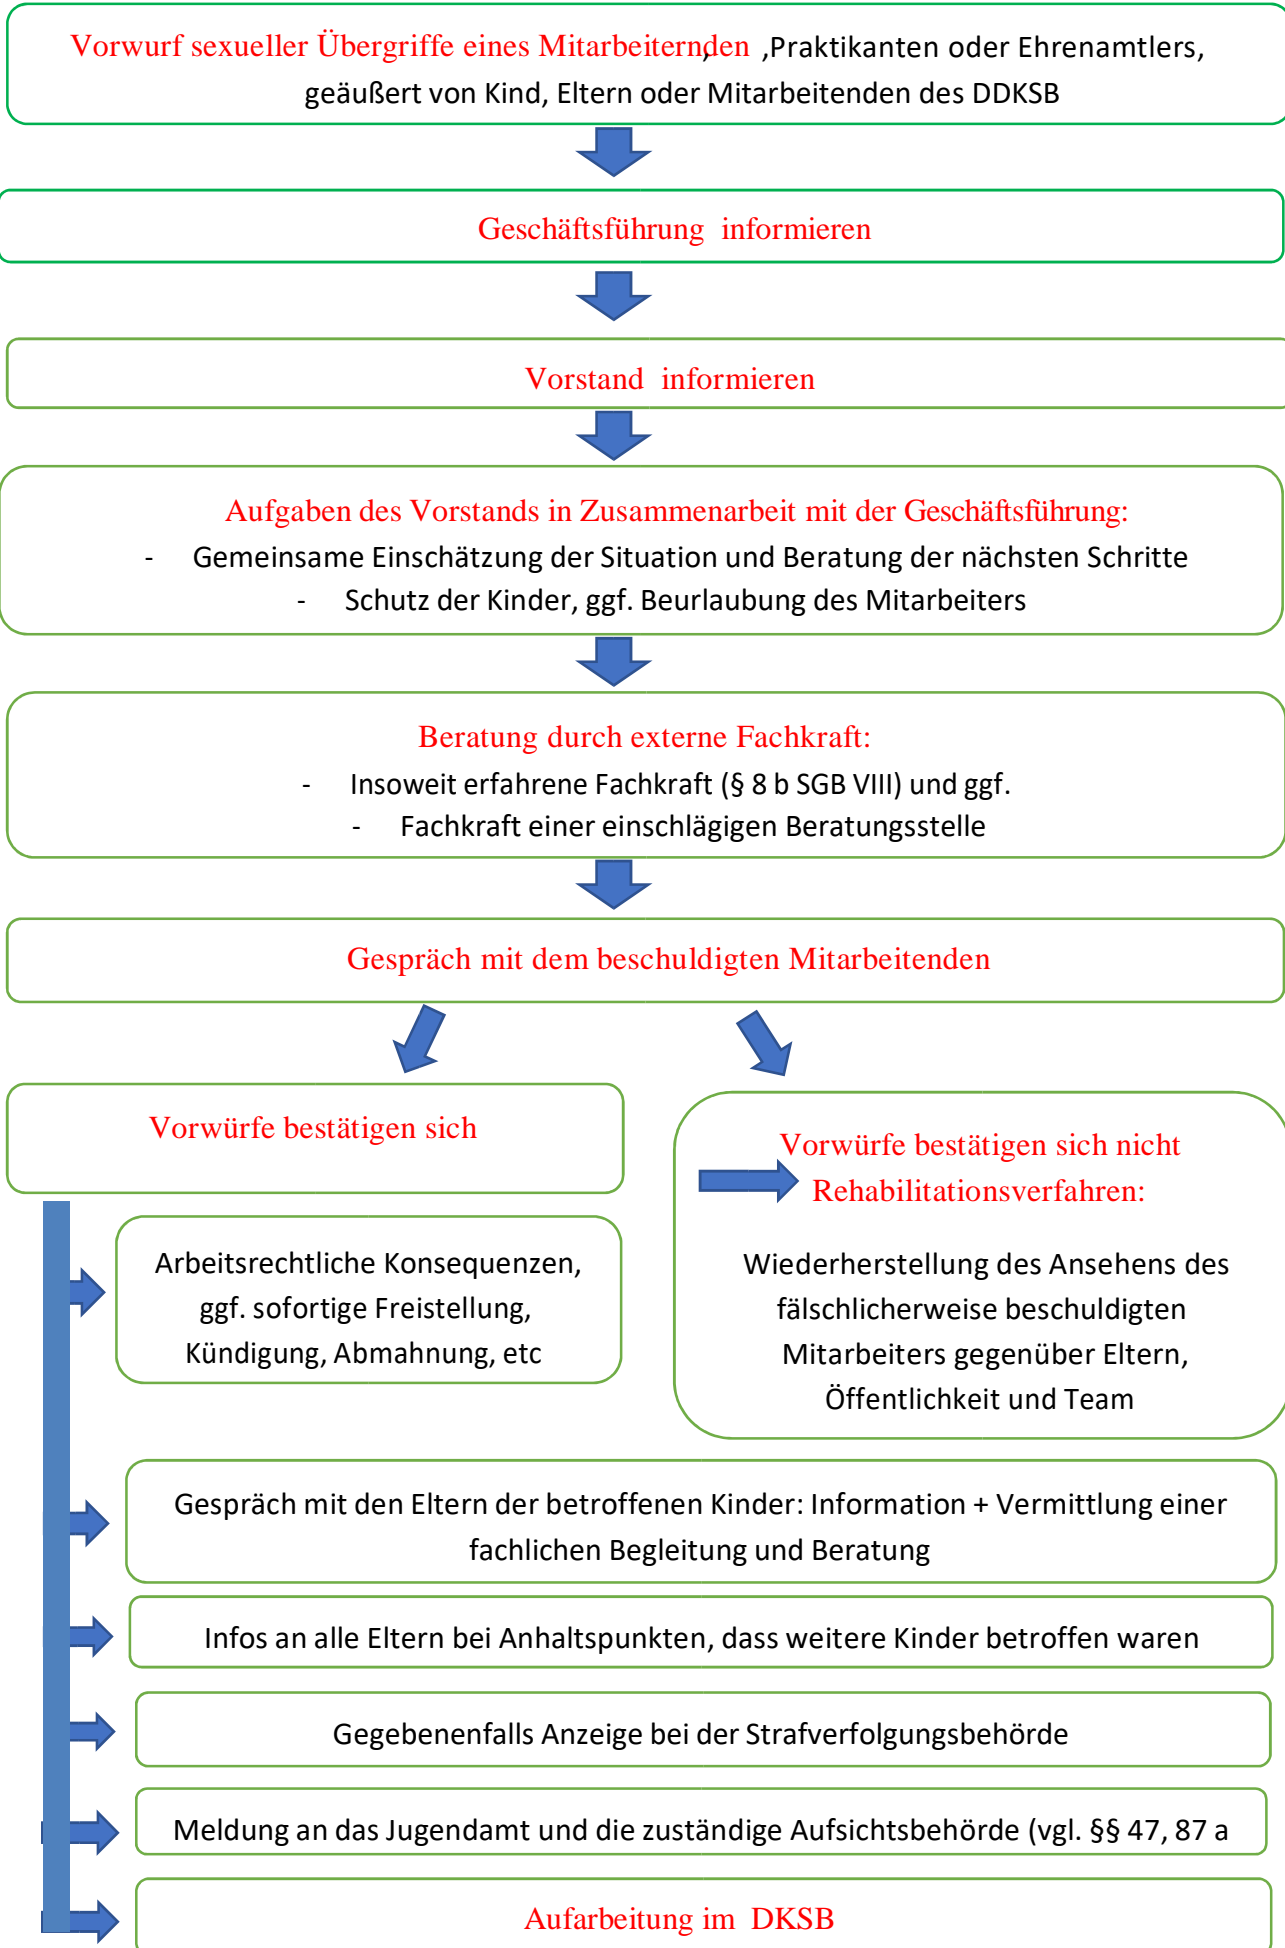 Vorwurf sexueller Übergriffe eines Mitarbeiternden, ,Praktikanten oder Ehrenamtlers,
geäußert von Kind, Eltern oder Mitarbeitenden des DDKSB
Geschäftsführung informieren
Vorstand informieren
Aufgaben des Vorstands in Zusammenarbeit mit der Geschäftsführung:
- Gemeinsame Einschätzung der Situation und Beratung der nächsten Schritte
- Schutz der Kinder, ggf. Beurlaubung des Mitarbeiters
Beratung durch externe Fachkraft:
- Insoweit erfahrene Fachkraft (§ 8 b SGB VIII) und ggf.
- Fachkraft einer einschlägigen Beratungsstelle
Gespräch mit dem beschuldigten Mitarbeitenden
Vorwürfe bestätigen sich
Arbeitsrechtliche Konsequenzen,
ggf. sofortige Freistellung,
Kündigung, Abmahnung, etc
Vorwürfe bestätigen sich nicht
Rehabilitationsverfahren:
Wiederherstellung des Ansehens des
fälschlicherweise beschuldigten
Mitarbeiters gegenüber Eltern,
Öffentlichkeit und Team
Gespräch mit den Eltern der betroffenen Kinder: Information + Vermittlung einer
fachlichen Begleitung und Beratung
Infos an alle Eltern bei Anhaltspunkten, dass weitere Kinder betroffen waren
Gegebenenfalls Anzeige bei der Strafverfolgungsbehörde
Meldung an das Jugendamt und die zuständige Aufsichtsbehörde (vgl. §§ 47, 87 a
Aufarbeitung im DKSB